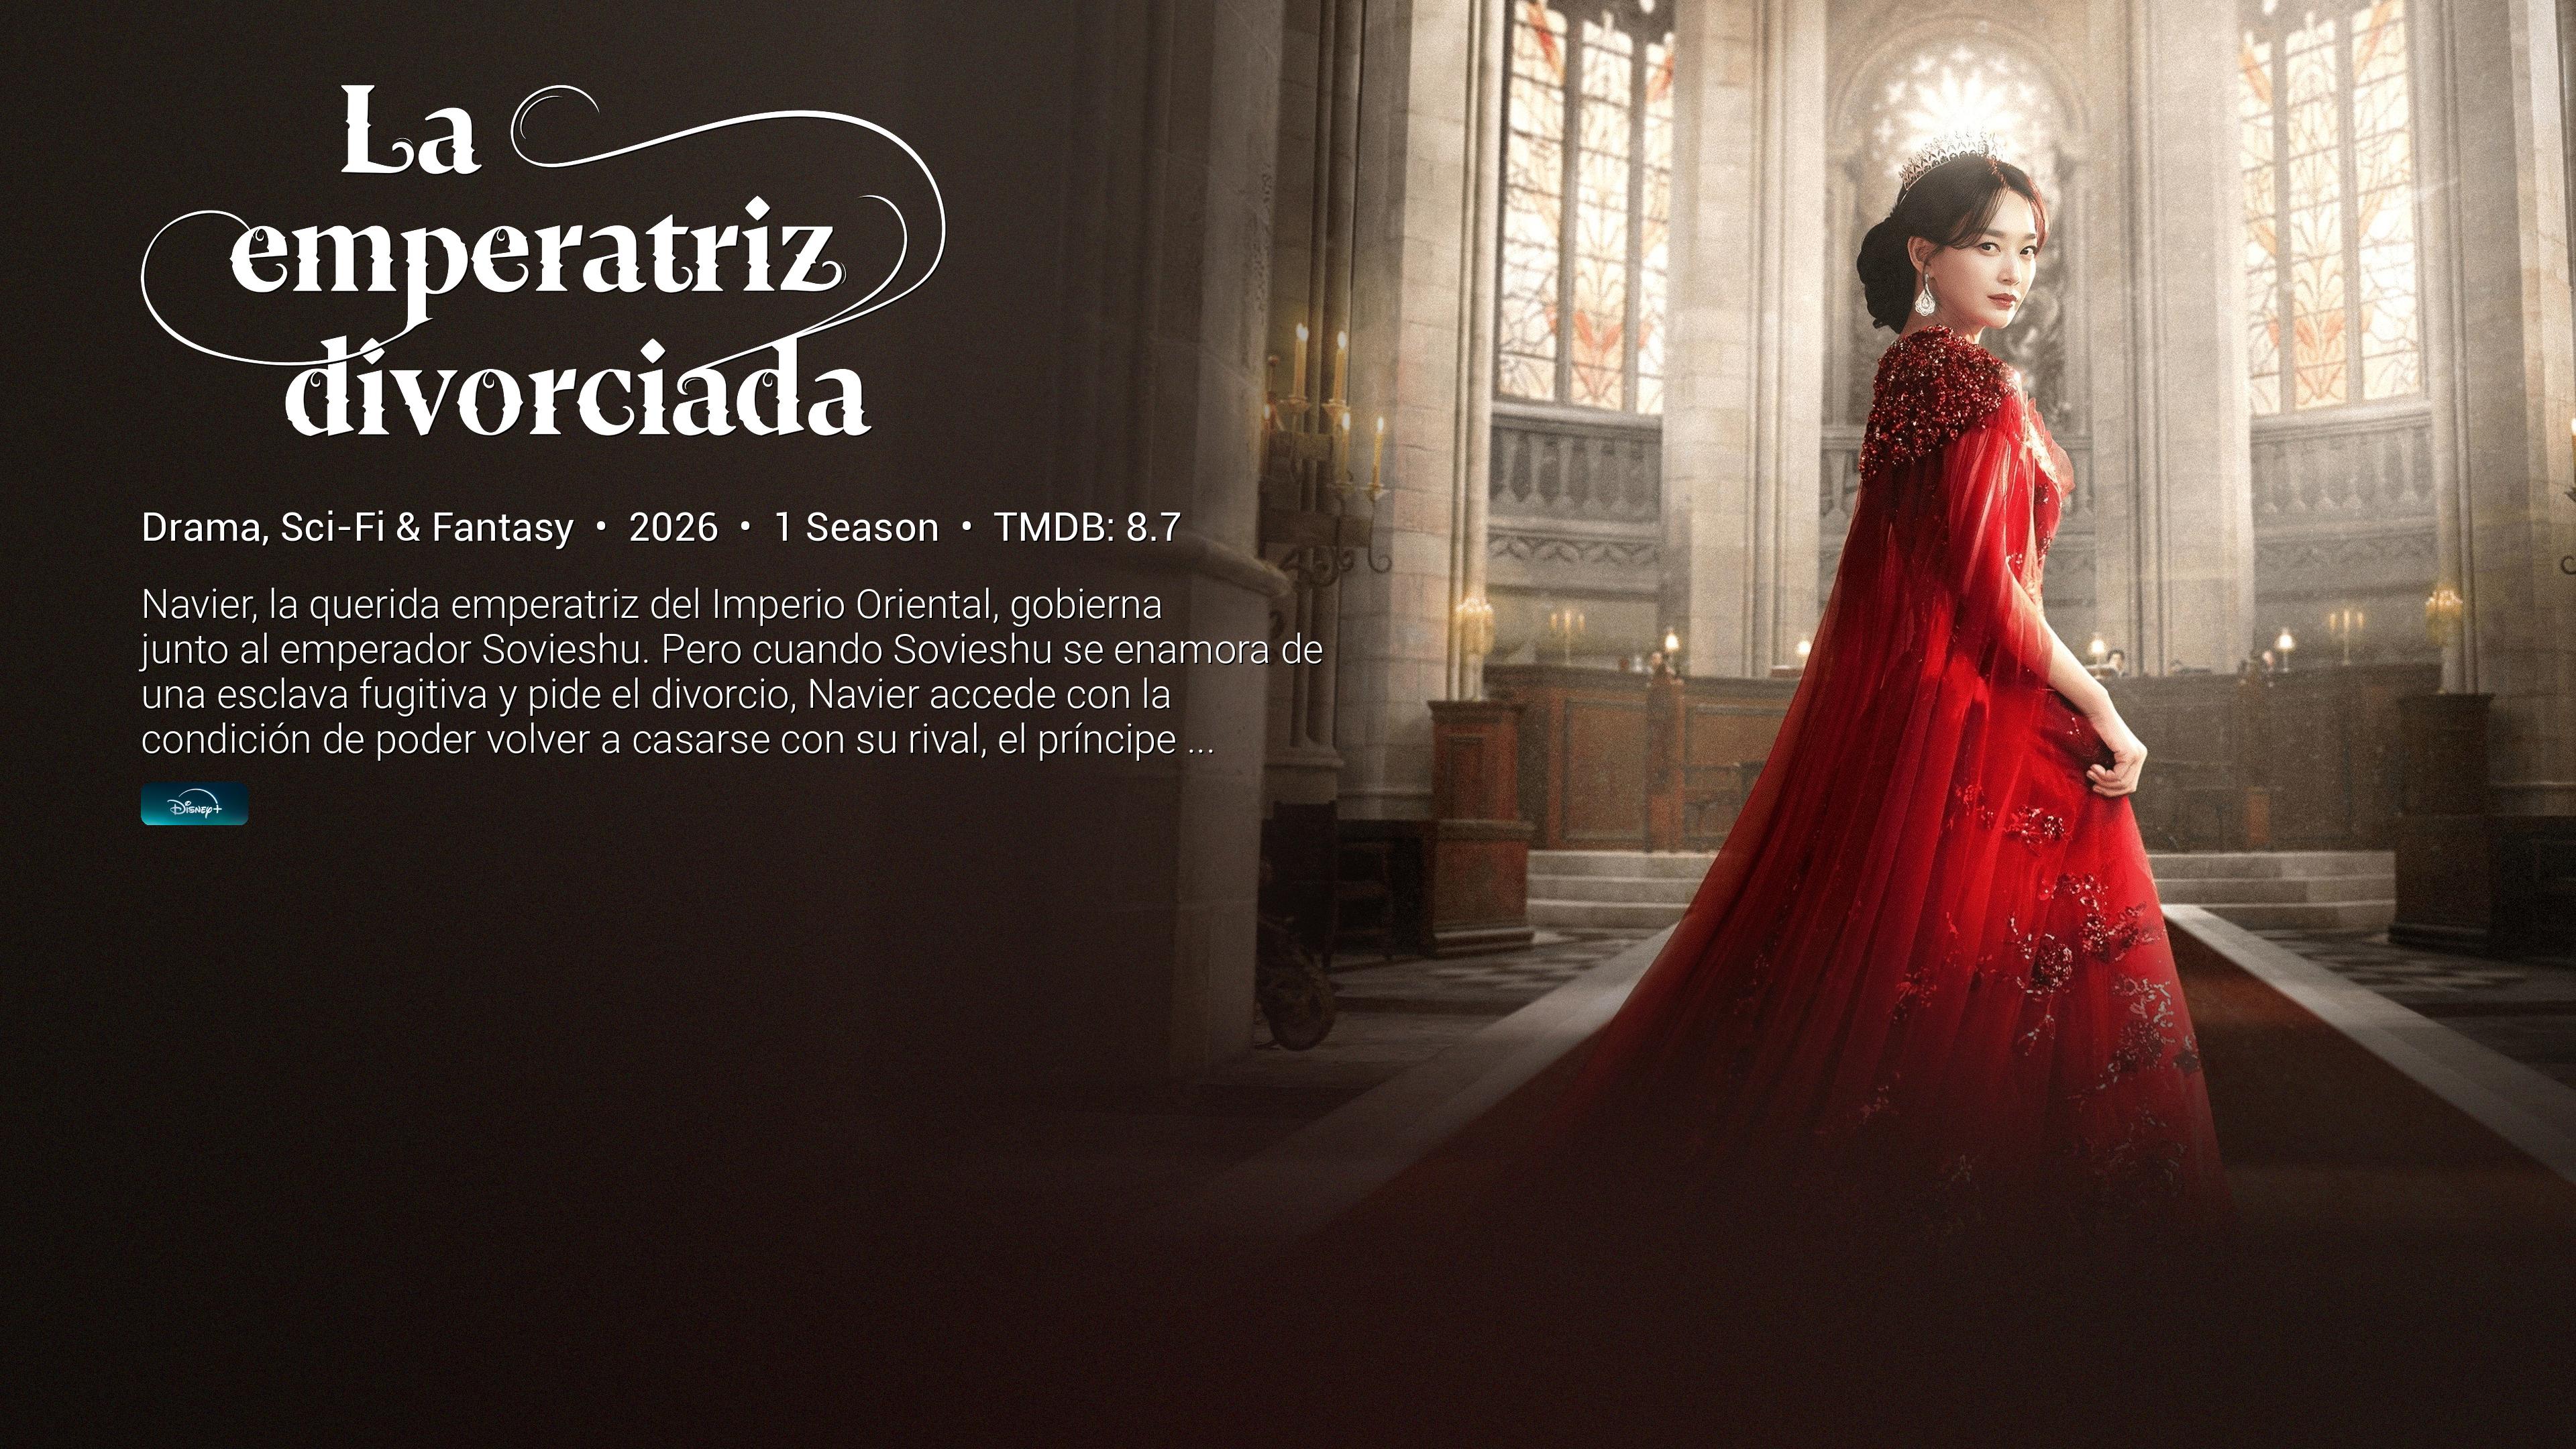 La
emperatriz
divorciada
Drama, Sci-Fi & Fantasy • 2026 • 1 Season • TMDB: 8.7
Navier, la querida emperatriz del Imperio Oriental, gobierna
junto al emperador Sovieshu. Pero cuando Sovieshu se enamora de
una esclava fugitiva y pide el divorcio, Navier accede con la
condición de poder volver a casarse con su rival, el príncipe ...
Disney+